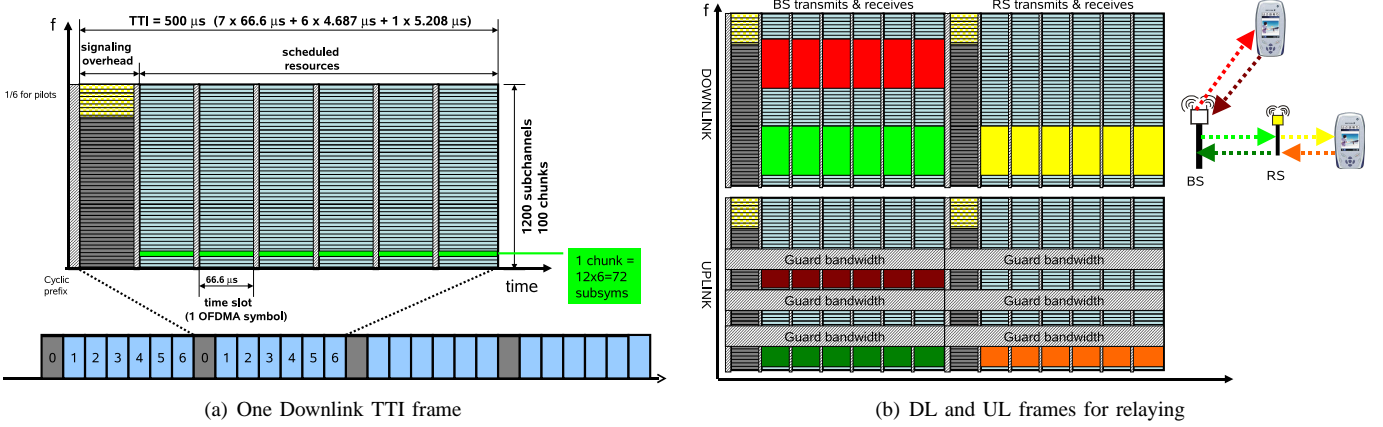 f
TTI = 500 µs (7 x 66.6 µs + 6 x 4.687 µs + 1 x 5.208 µs)
signaling
overhead
scheduled
resources
1/6 for pilots
1200 subchannels
100 chunks
Cyclic
prefix
66.6 µs
time
time slot
(1 OFDMA symbol)
1 chunk =
12x6=72
subsyms
0 1 2 3 4 5 6 0 1 2 3 4 5 6
(a) One Downlink TTI frame
f
BS transmits & receives
RS transmits & receives
DOWNLINK
UPLINK
Guard bandwidth
Guard bandwidth
Guard bandwidth
Guard bandwidth
Guard bandwidth
Guard bandwidth
BS
RS
(b) DL and UL frames for relaying